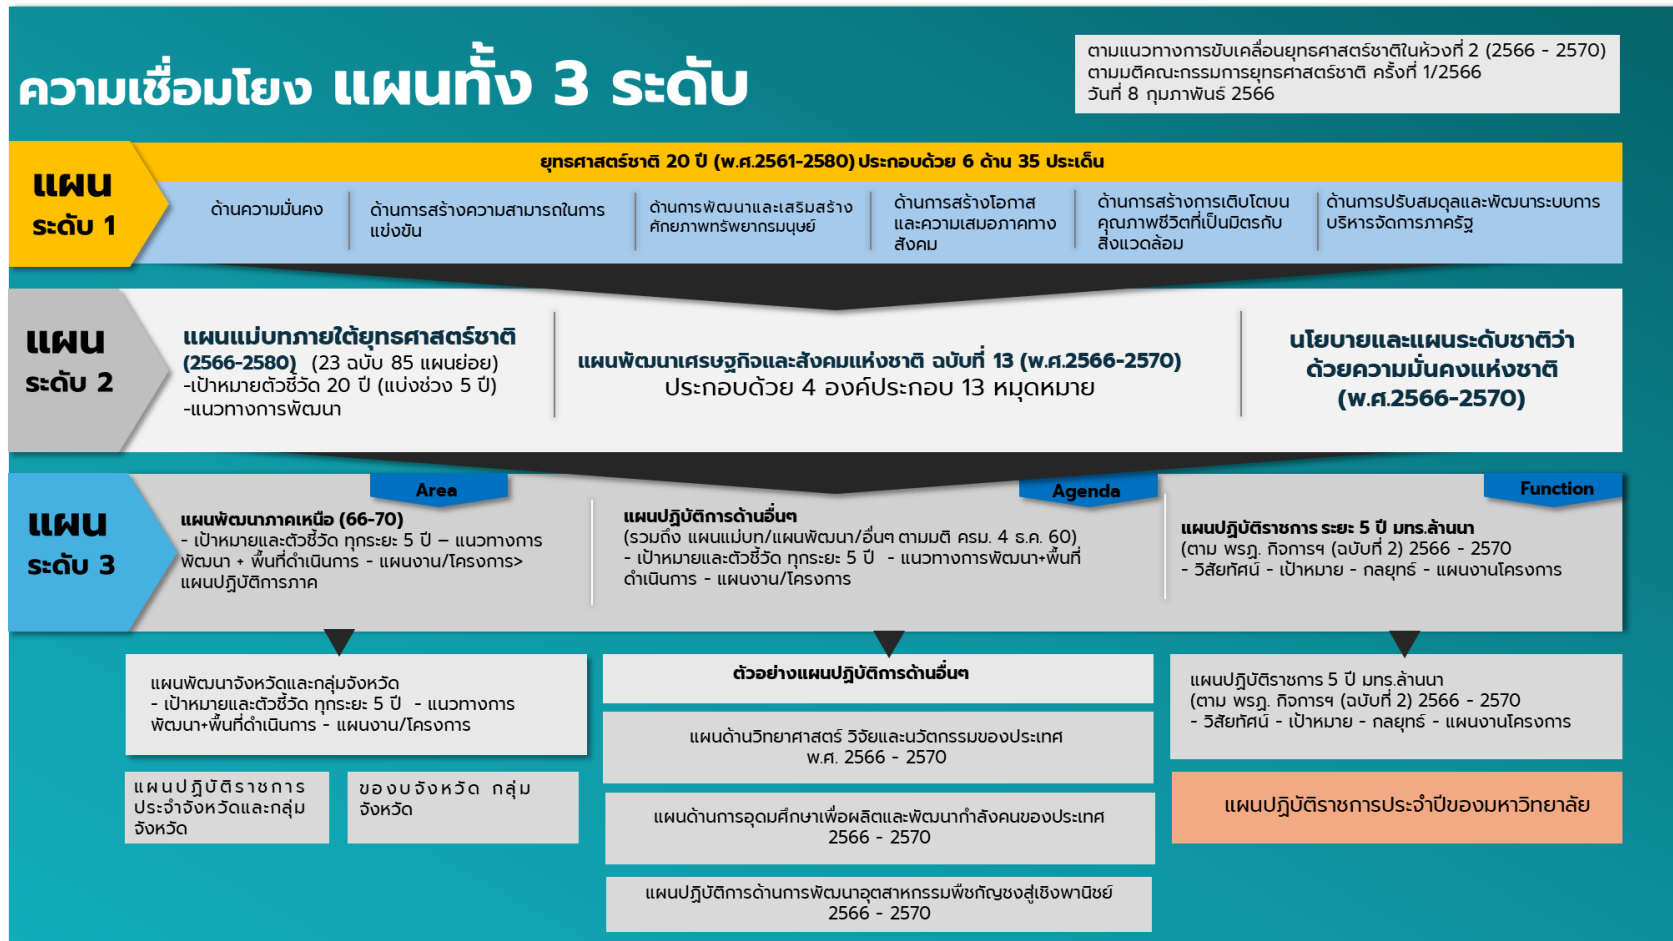 ความเชื่อมโยง แผนทั้ง 3 ระดับ
ตามแนวทางการขับเคลื่อนยุทธศาสตร์ชาติในห้วงที่ 2 (2566 - 2570)
ตามมติคณะกรรมการยุทธศาสตร์ชาติ ครั้งที่ 1/2566
วันที่ 8 กุมภาพันธ์ 2566
แผน
ระดับ 1
ยุทธศาสตร์ชาติ 20 ปี (พ.ศ.2561-2580) ประกอบด้วย 6 ด้าน 35 ประเด็น
ด้านความมั่นคง
ด้านการสร้างความสามารถในการ
แข่งขัน
ด้านการพัฒนาและเสริมสร้าง
ศักยภาพทรัพยากรมนุษย์
ด้านการสร้างโอกาส
และความเสมอภาคทาง
สังคม
ด้านการสร้างการเติบโตบน
คุณภาพชีวิตที่เป็นมิตรกับ
สิ่งแวดล้อม
ด้านการปรับสมดุลและพัฒนาระบบการ
บริหารจัดการภาครัฐ
แผน
ระดับ 2
แผนแม่บทภายใต้ยุทธศาสตร์ชาติ
(2566-2580) (23 ฉบับ 85 แผนย่อย)
-เป้าหมายตัวชี้วัด 20 ปี (แบ่งช่วง 5 ปี)
-แนวทางการพัฒนา
แผนพัฒนาเศรษฐกิจและสังคมแห่งชาติ ฉบับที่ 13 (พ.ศ.2566-2570)
ประกอบด้วย 4 องค์ประกอบ 13 หมุดหมาย
นโยบายและแผนระดับชาติว่า
ด้วยความมั่นคงแห่งชาติ
(พ.ศ.2566-2570)
แผน
ระดับ 3
Area
แผนพัฒนาภาคเหนือ (66-70)
- เป้าหมายและตัวชี้วัด ทุกระยะ 5 ปี – แนวทางการ
พัฒนา + พื้นที่ดำเนินการ - แผนงาน/โครงการ>
แผนปฏิบัติการภาค
Agenda
แผนปฏิบัติการด้านอื่นๆ
(รวมถึง แผนแม่บท/แผนพัฒนา/อื่นๆ ตามมติ ครม. 4 ธ.ค. 60)
- เป้าหมายและตัวชี้วัด ทุกระยะ 5 ปี - แนวทางการพัฒนา+พื้นที่
ดำเนินการ - แผนงาน/โครงการ
Function
แผนปฏิบัติราชการ ระยะ 5 ปี มทร.ล้านนา
(ตาม พรฎ. กิจการฯ (ฉบับที่ 2) 2566 - 2570
- วิสัยทัศน์ - เป้าหมาย - กลยุทธ์ - แผนงานโครงการ
แผนพัฒนาจังหวัดและกลุ่มจังหวัด
- เป้าหมายและตัวชี้วัด ทุกระยะ 5 ปี - แนวทางการ
พัฒนา+พื้นที่ดำเนินการ - แผนงาน/โครงการ
แผนปฏิบัติราชการ
ประจำจังหวัดและกลุ่ม
จังหวัด
ของบจังหวัด กลุ่ม
จังหวัด
ตัวอย่างแผนปฏิบัติการด้านอื่นๆ
แผนด้านวิทยาศาสตร์ วิจัยและนวัตกรรมของประเทศ
พ.ศ. 2566 - 2570
แผนด้านการอุดมศึกษาเพื่อผลิตและพัฒนากำลังคนของประเทศ
2566 - 2570
แผนปฏิบัติการด้านการพัฒนาอุตสาหกรรมพืชกัญชงสู่เชิงพานิชย์
2566 - 2570
แผนปฏิบัติราชการ 5 ปี มทร.ล้านนา
(ตาม พรฎ. กิจการฯ (ฉบับที่ 2) 2566 - 2570
- วิสัยทัศน์ - เป้าหมาย - กลยุทธ์ - แผนงานโครงการ
แผนปฏิบัติราชการประจำปีของมหาวิทยาลัย